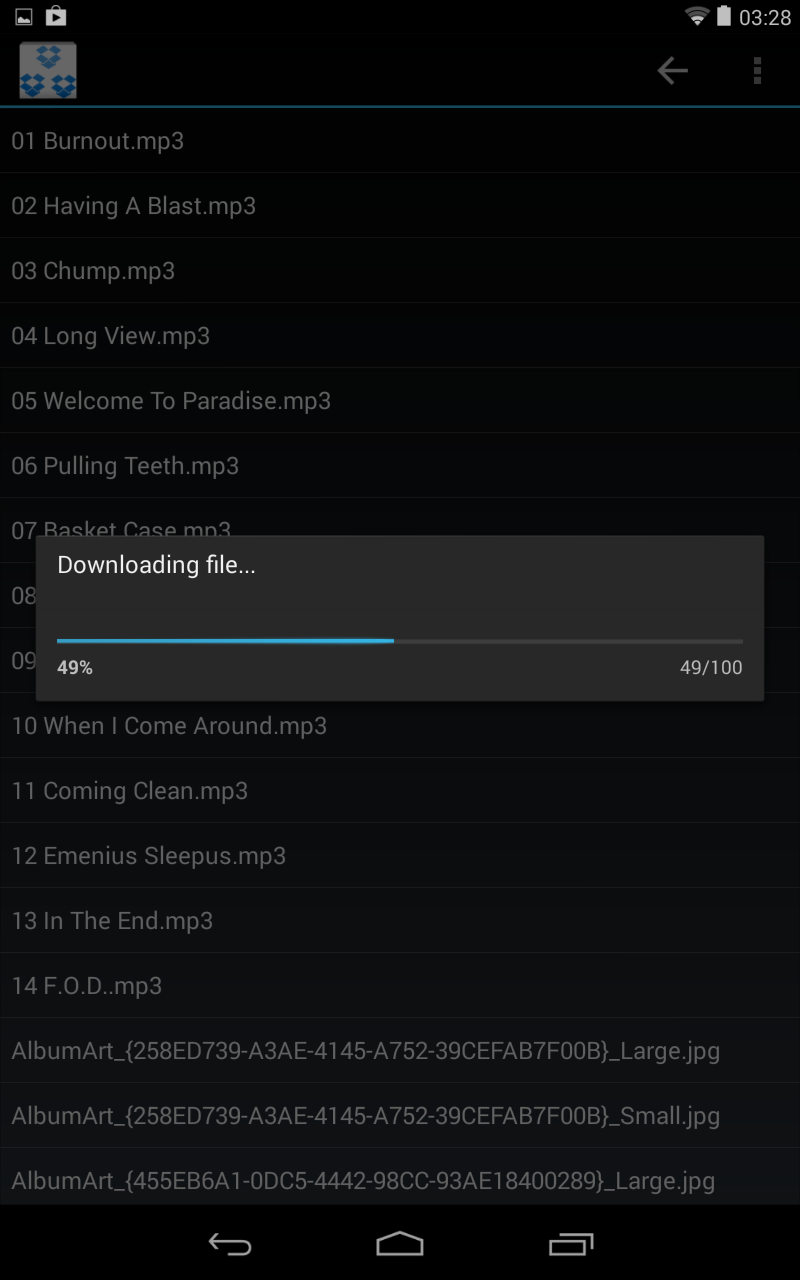 03:28
01 Burnout.mp3
02 Having A Blast.mp3
03 Chump.mp3
04 Long View.mp3
05 Welcome To Paradise.mp3
06 Pulling Teeth.mp3
07 Basket Case.mp3
Downloading file...
08
09
49%
49/100
10 When I Come Around.mp3
11 Coming Clean.mp3
12 Emenius Sleepus.mp3
13 In The End.mp3
14 F.O.D..mp3
AlbumArt_{258ED739-A3AE-4145-A752-39CEFAB7F00B}_Large.jpg
AlbumArt_{258ED739-A3AE-4145-A752-39CEFAB7F00B}_Small.jpg
AlbumArt_{455EB6A1-0DC5-4442-98CC-93AE18400289}_Large.jpg